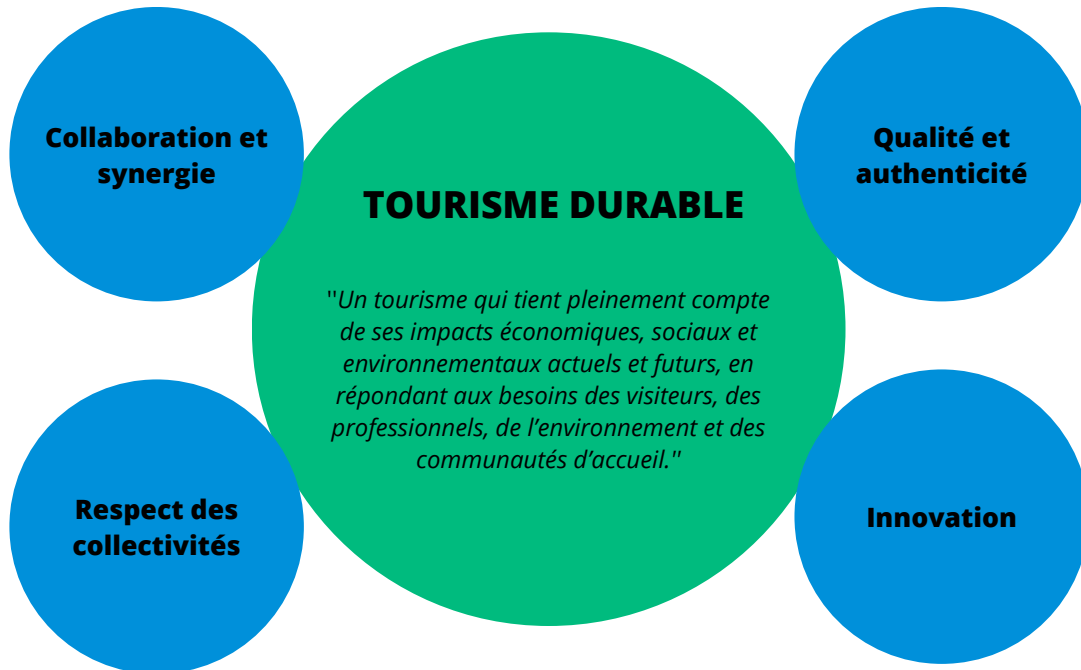 Collaboration et
synergie
Qualité et
authenticité
TOURISME DURABLE
"Un tourisme qui tient pleinement compte
de ses impacts économiques, sociaux et
environnementaux actuels et futurs, en
répondant aux besoins des visiteurs, des
professionnels, de l’environnement et des
communautés d’accueil."
Respect des
collectivités
Innovation